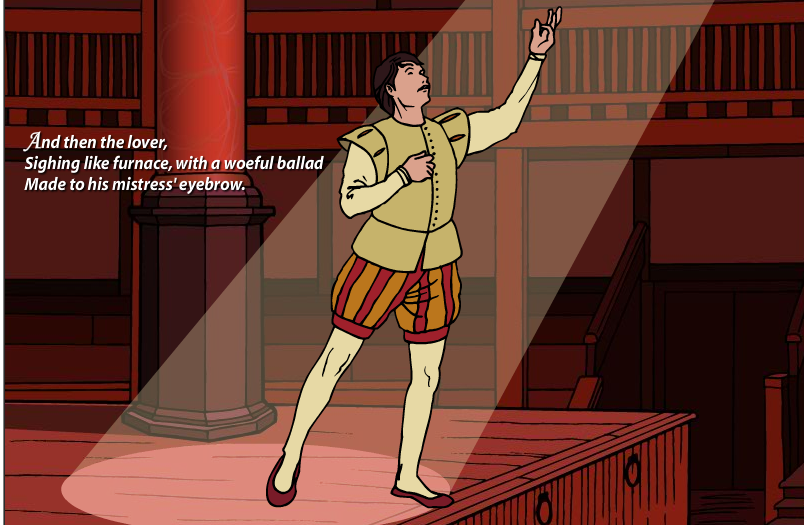 And then the lover,
Sighing like furnace, with a woeful ballad
Made to his mistress' eyebrow.